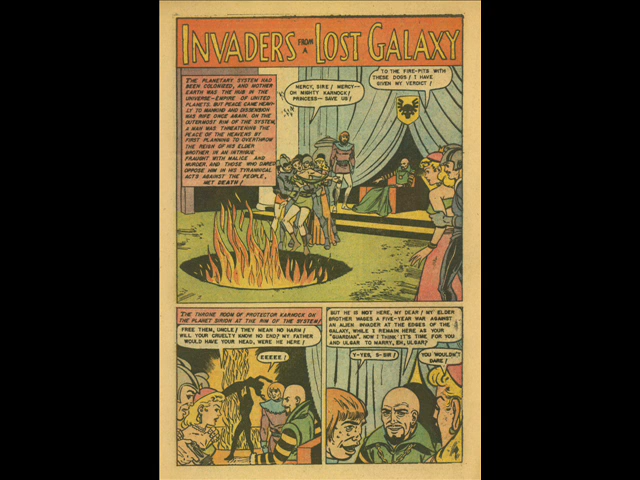 INVADERS FROM A LOST GALAXY
THE PLANETARY SYSTEM HAD
BEEN COLONIZED, AND MOTHER
EARTH WAS THE HUB IN THE
UNIVERSE-EMPIRE OF UNITED
PLANETS. BUT PEACE CAME HEAVI-
LY TO MANKIND AND DISSENSION
WAS RIFE ONCE AGAIN. ON THE
OUTERMOST RIM OF THE SYSTEM,
A MAN WAS THREATENING THE
PEACE OF THE HEAVENS BY
FIRST PLANNING TO OVERTHROW
THE REIGN OF HIS ELDER
BROTHER IN AN INTRIGUE
FRAUGHT WITH MALICE AND
MURDER. AND THOSE WHO DARED
OPPOSE HIM IN HIS TYRANNICAL
ACTS AGAINST THE PEOPLE,
MET DEATH!
MERCY, SIRE! MERCY--
OH MIGHTY KARNOCK!
PRINCESS-- SAVE US!
TO THE FIRE-PITS WITH
THESE DOGS! I HAVE
GIVEN MY VERDICT!
THE THRONE ROOM OF PROTECTOR KARNOCK ON
THE PLANET SIRION AT THE RIM OF THE SYSTEM!
FREE THEM, UNCLE! THEY MEAN NO HARM!
WILL YOUR CRUELTY KNOW NO END? MY FATHER
WOULD HAVE YOUR HEAD, WERE HE HERE!
EEEEE!
BUT HE IS NOT HERE, MY DEAR! MY ELDER
BROTHER WAGES A FIVE-YEAR WAR AGAINST
AN ALIEN INVADER AT THE EDGES OF THE
GALAXY, WHILE I REMAIN HERE AS YOUR
"GUARDIAN". NOW I THINK IT'S TIME FOR YOU
AND ULGAR TO MARRY, EH, ULGAR?
Y-YES, S-SIR!
YOU WOULDN'T
DARE!